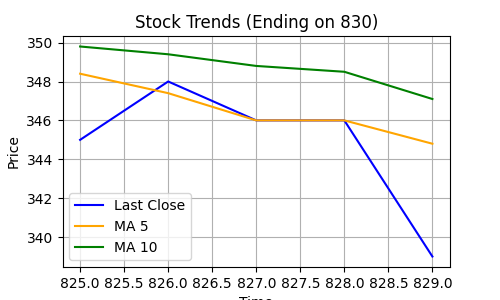 Stock Trends (Ending on 830)
350
348
346
344
342
340
Price
Last Close
MA 5
MA 10
825.0 825.5 826.0 826.5 827.0 827.5 828.0 828.5 829.0
Time